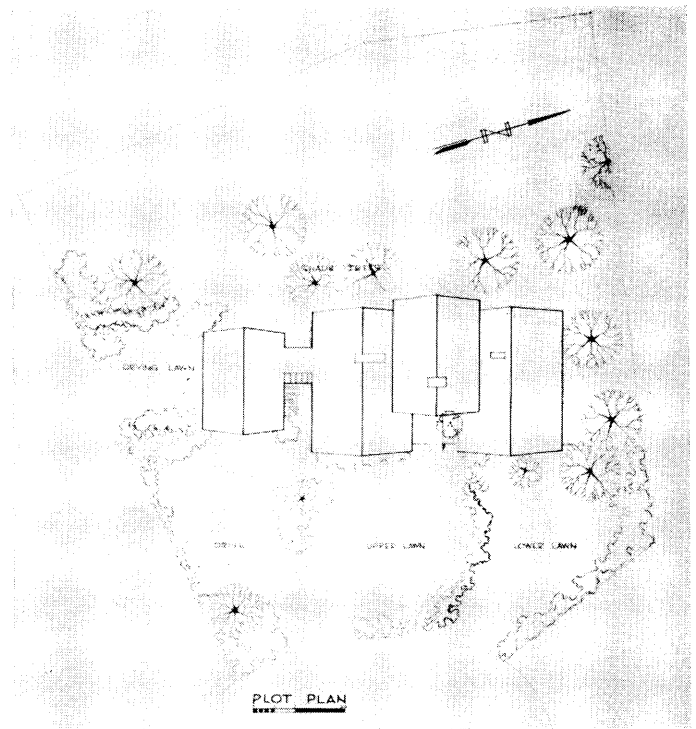 SHADE TREES
DRYING LAWN
DRIVE
UPPER LAWN
LOWER LAWN
PLOT PLAN